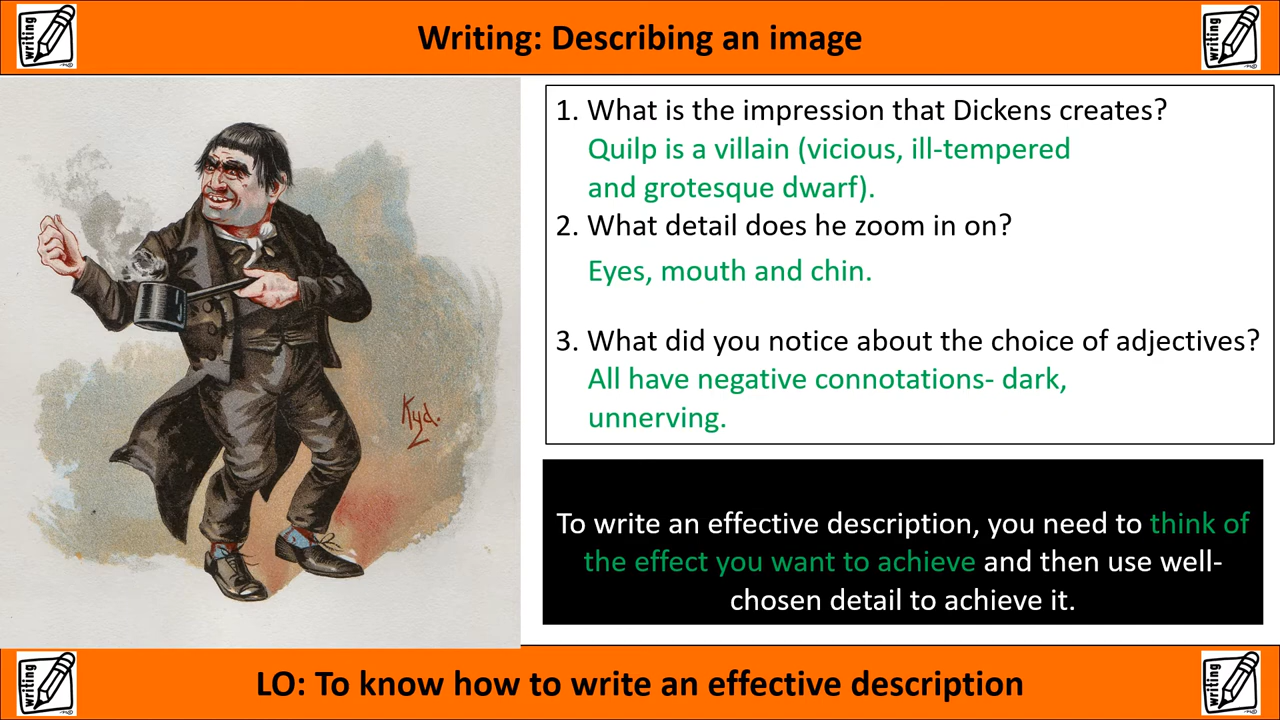 writing
Writing: Describing an image
writing
1. What is the impression that Dickens creates?
Quilp is a villain (vicious, ill-tempered
and grotesque dwarf).
2. What detail does he zoom in on?
Eyes, mouth and chin.
3. What did you notice about the choice of adjectives?
All have negative connotations- dark,
unnerving.
Kyd.
To write an effective description, you need to think of
the effect you want to achieve and then use well-
chosen detail to achieve it.
writing
LO: To know how to write an effective description
writing